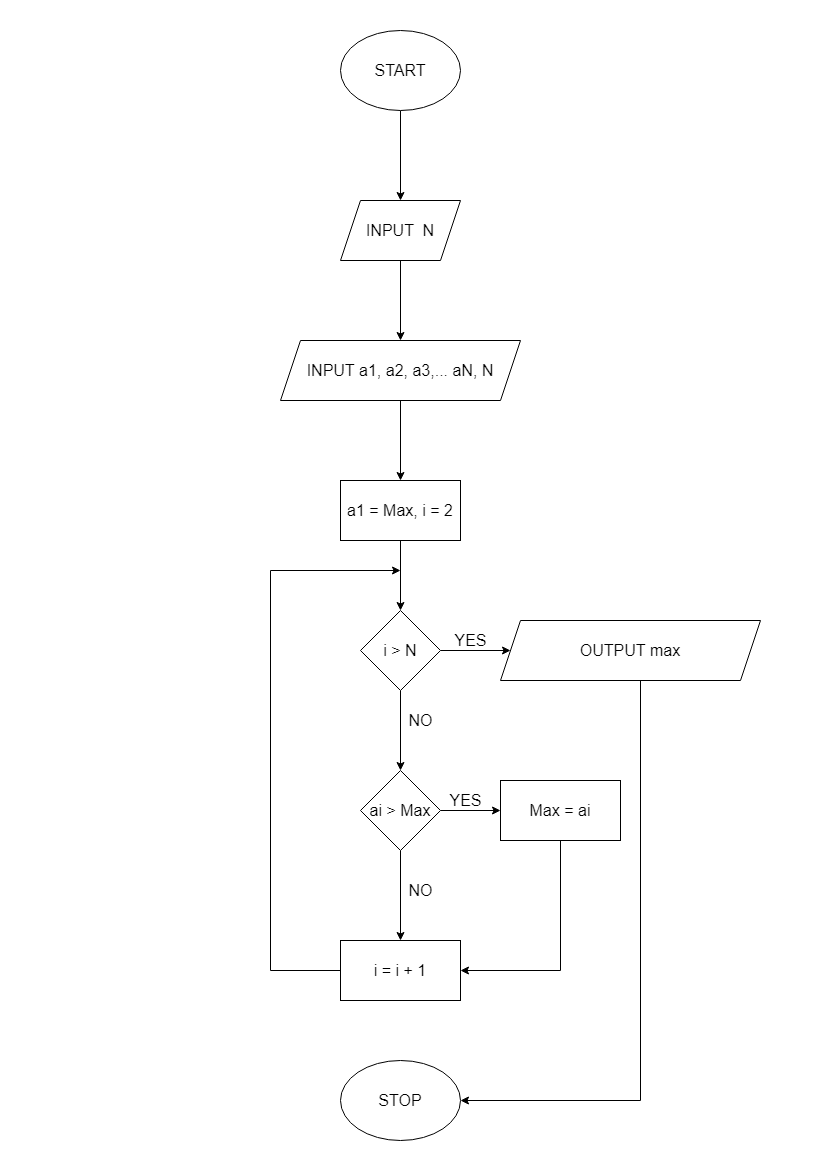 START
INPUT  N
INPUT a1, a2, a3,... aN, N
a1 = Max, i = 2
i > N
YES
OUTPUT max
NO
ai > Max
YES
Max = ai
NO
i = i + 1
STOP